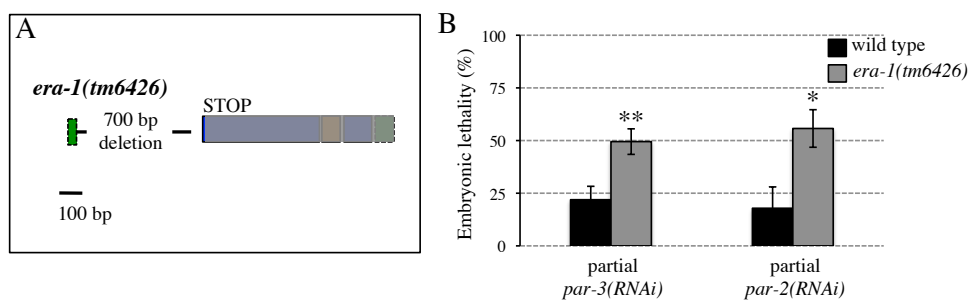 A
era-1(tm6426)
STOP
700 bp
deletion
100 bp
B
Embryonic lethality (%)
100
75
50
25
0
wild type
era-1(tm6426)
**
*
partial
par-3(RNAi)
partial
par-2(RNAi)